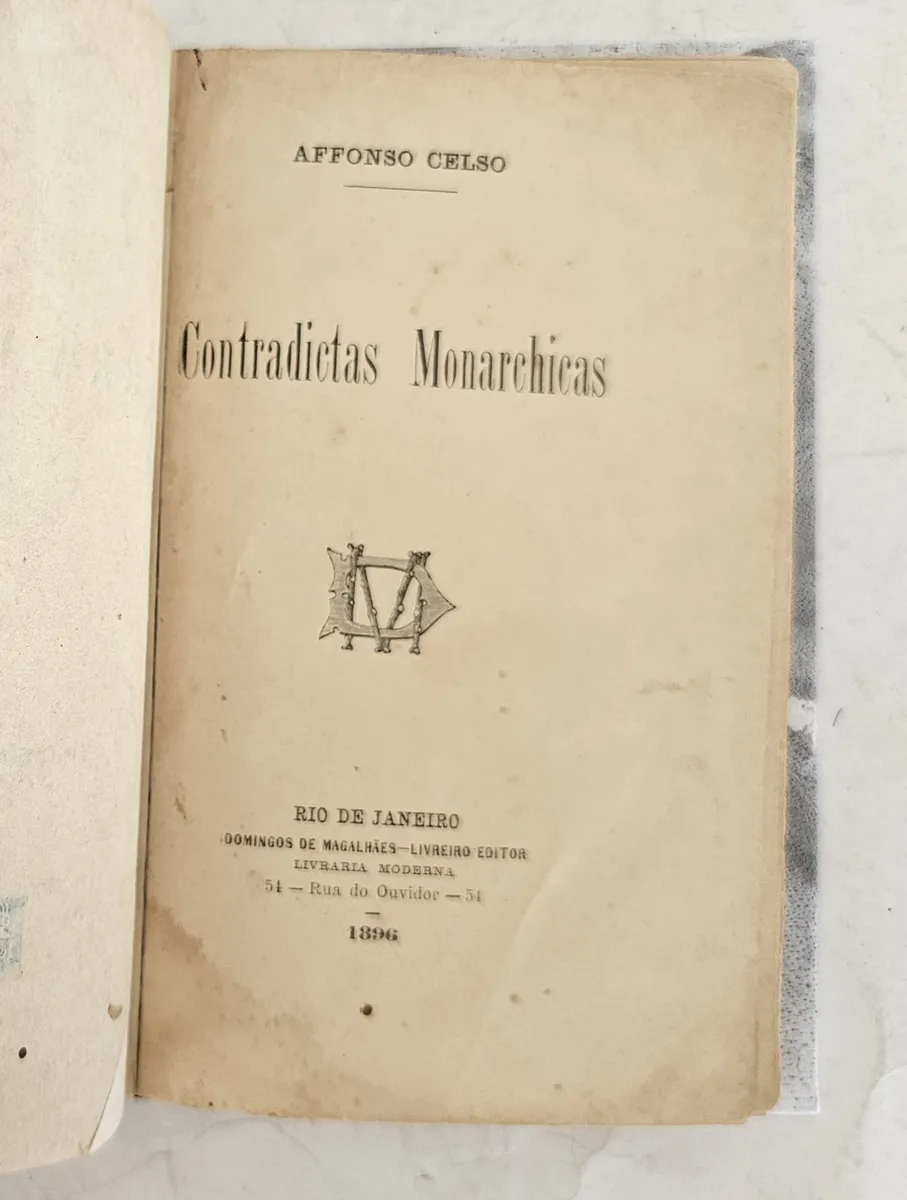 AFFONSO CELSO
Contradictas Monarchicas
DM
RIO DE JANEIRO
DOMINGOS DE MAGALHÃES—LIVREIRO EDITOR
LIVRARIA MODERNA
54 — Rua do Ouvidor — 54
1896